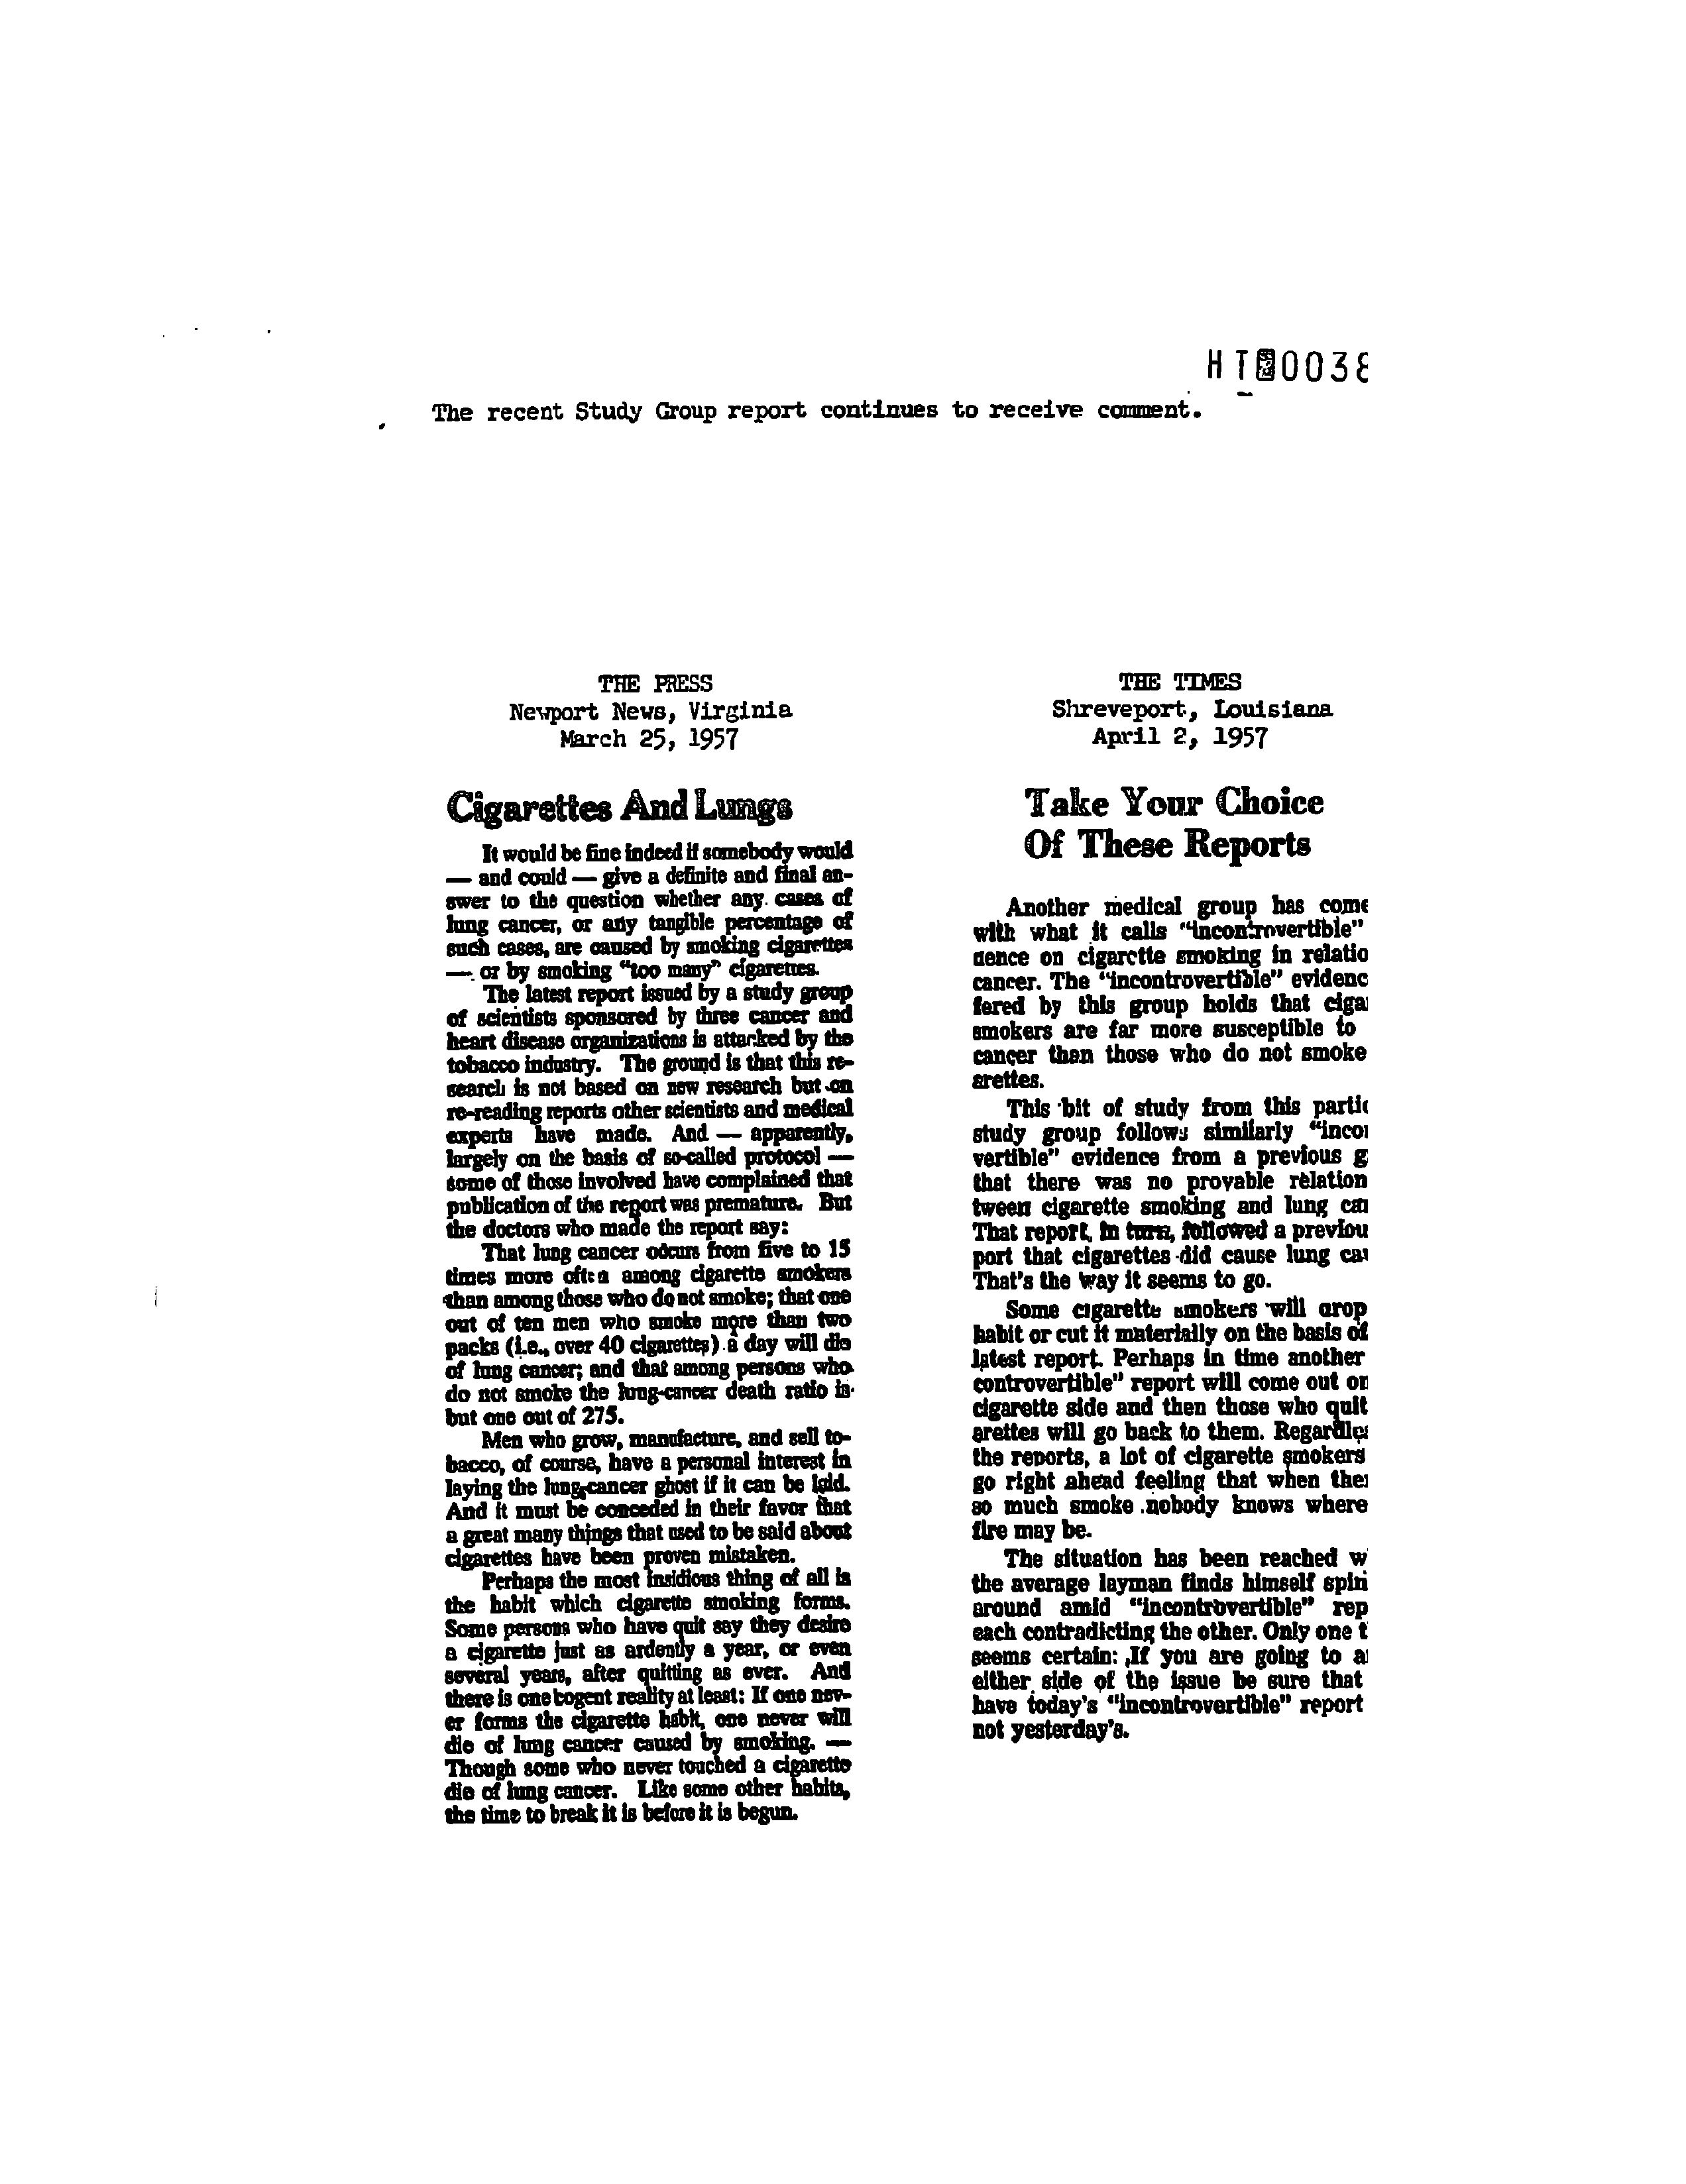 HT 0038
The recent Study Group report continues to receive comment.
THE PRESS
Newport News, Virginia
March 25, 1957
Cigarettes And Lungs
It would be fine indeed if somebody would
— and could — give a definite and final an-
swer to the question whether any cases of
lung cancer, or any tangible percentage of
such cases, are caused by smoking cigarettes
— or by smoking "too many" cigarettes.
The latest report issued by a study group
of scientists sponsored by three cancer and
heart disease organizations is attacked by the
tobacco industry. The ground is that this re-
search is not based on new research but on
re-reading reports other scientists and medical
experts have made. And — apparently,
largely on the basis of so-called protocol —
some of those involved have complained that
publication of the report was premature. But
the doctors who made the report say:
That lung cancer occurs from five to 15
times more often among cigarette smokers
than among those who do not smoke; that one
out of ten men who smoke more than two
packs (i.e., over 40 cigarettes) a day will die
of lung cancer; and that among persons who
do not smoke the lung-cancer death ratio is
but one out of 275.
Men who grow, manufacture, and sell to-
bacco, of course, have a personal interest in
laying the lung-cancer ghost if it can be laid.
And it must be conceded in their favor that
a great many things that used to be said about
cigarettes have been proven mistaken.
Perhaps the most insidious thing of all is
the habit which cigarette smoking forms.
Some persons who have quit say they desire
a cigarette just as ardently a year, or even
several years, after quitting as ever. And
there is one cogent reality at least: If one nev-
er forms the cigarette habit, one never will
die of lung cancer caused by smoking. —
Though some who never touched a cigarette
die of lung cancer. Like some other habits,
the time to break it is before it is begun.
THE TIMES
Shreveport, Louisiana
April 2, 1957
Take Your Choice
Of These Reports
Another medical group has come
with what it calls "incontrovertible"
dence on cigarette smoking in relatio
cancer. The "incontrovertible" evidenc
fered by this group holds that ciga
smokers are far more susceptible to
cancer than those who do not smoke
arettes.
This bit of study from this partic
study group follows similarly "incon
vertible" evidence from a previous g
that there was no provable relation
tween cigarette smoking and lung can
That report, in turn, followed a previou
port that cigarettes did cause lung can
That's the way it seems to go.
Some cigarette smokers will drop
habit or cut it materially on the basis of
latest report. Perhaps in time another
controvertible" report will come out on
cigarette side and then those who quit
arettes will go back to them. Regardles
the reports, a lot of cigarette smokers
go right ahead feeling that when ther
so much smoke nobody knows where
fire may be.
The situation has been reached w
the average layman finds himself spin
around amid "incontrovertible" rep
each contradicting the other. Only one t
seems certain: If you are going to a
either side of the issue be sure that
have today's "incontrovertible" report
not yesterday's.